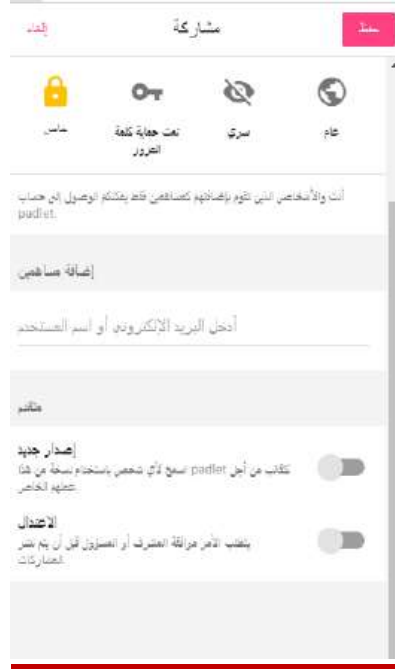 حفظ
مشاركة
إلغاء
عام
سري
تمت حماية كلمة
المرور
خاص
أنت والأشخاص الذين تقوم بإضافتهم كمساهمين فقط يمكنكم الوصول إلى حساب
padlet.
إضافة مساهمين
أدخل البريد الإلكتروني أو اسم المستخدم
متقدم
إصدار جديد
اسمح لأي شخص باستخدام نسخة من هذا padlet كقالب من أجل
عملهم الخاص.
الاعتدال
يتطلب الأمر موافقة المشرف أو المسؤول قبل أن يتم نشر
المشاركات.